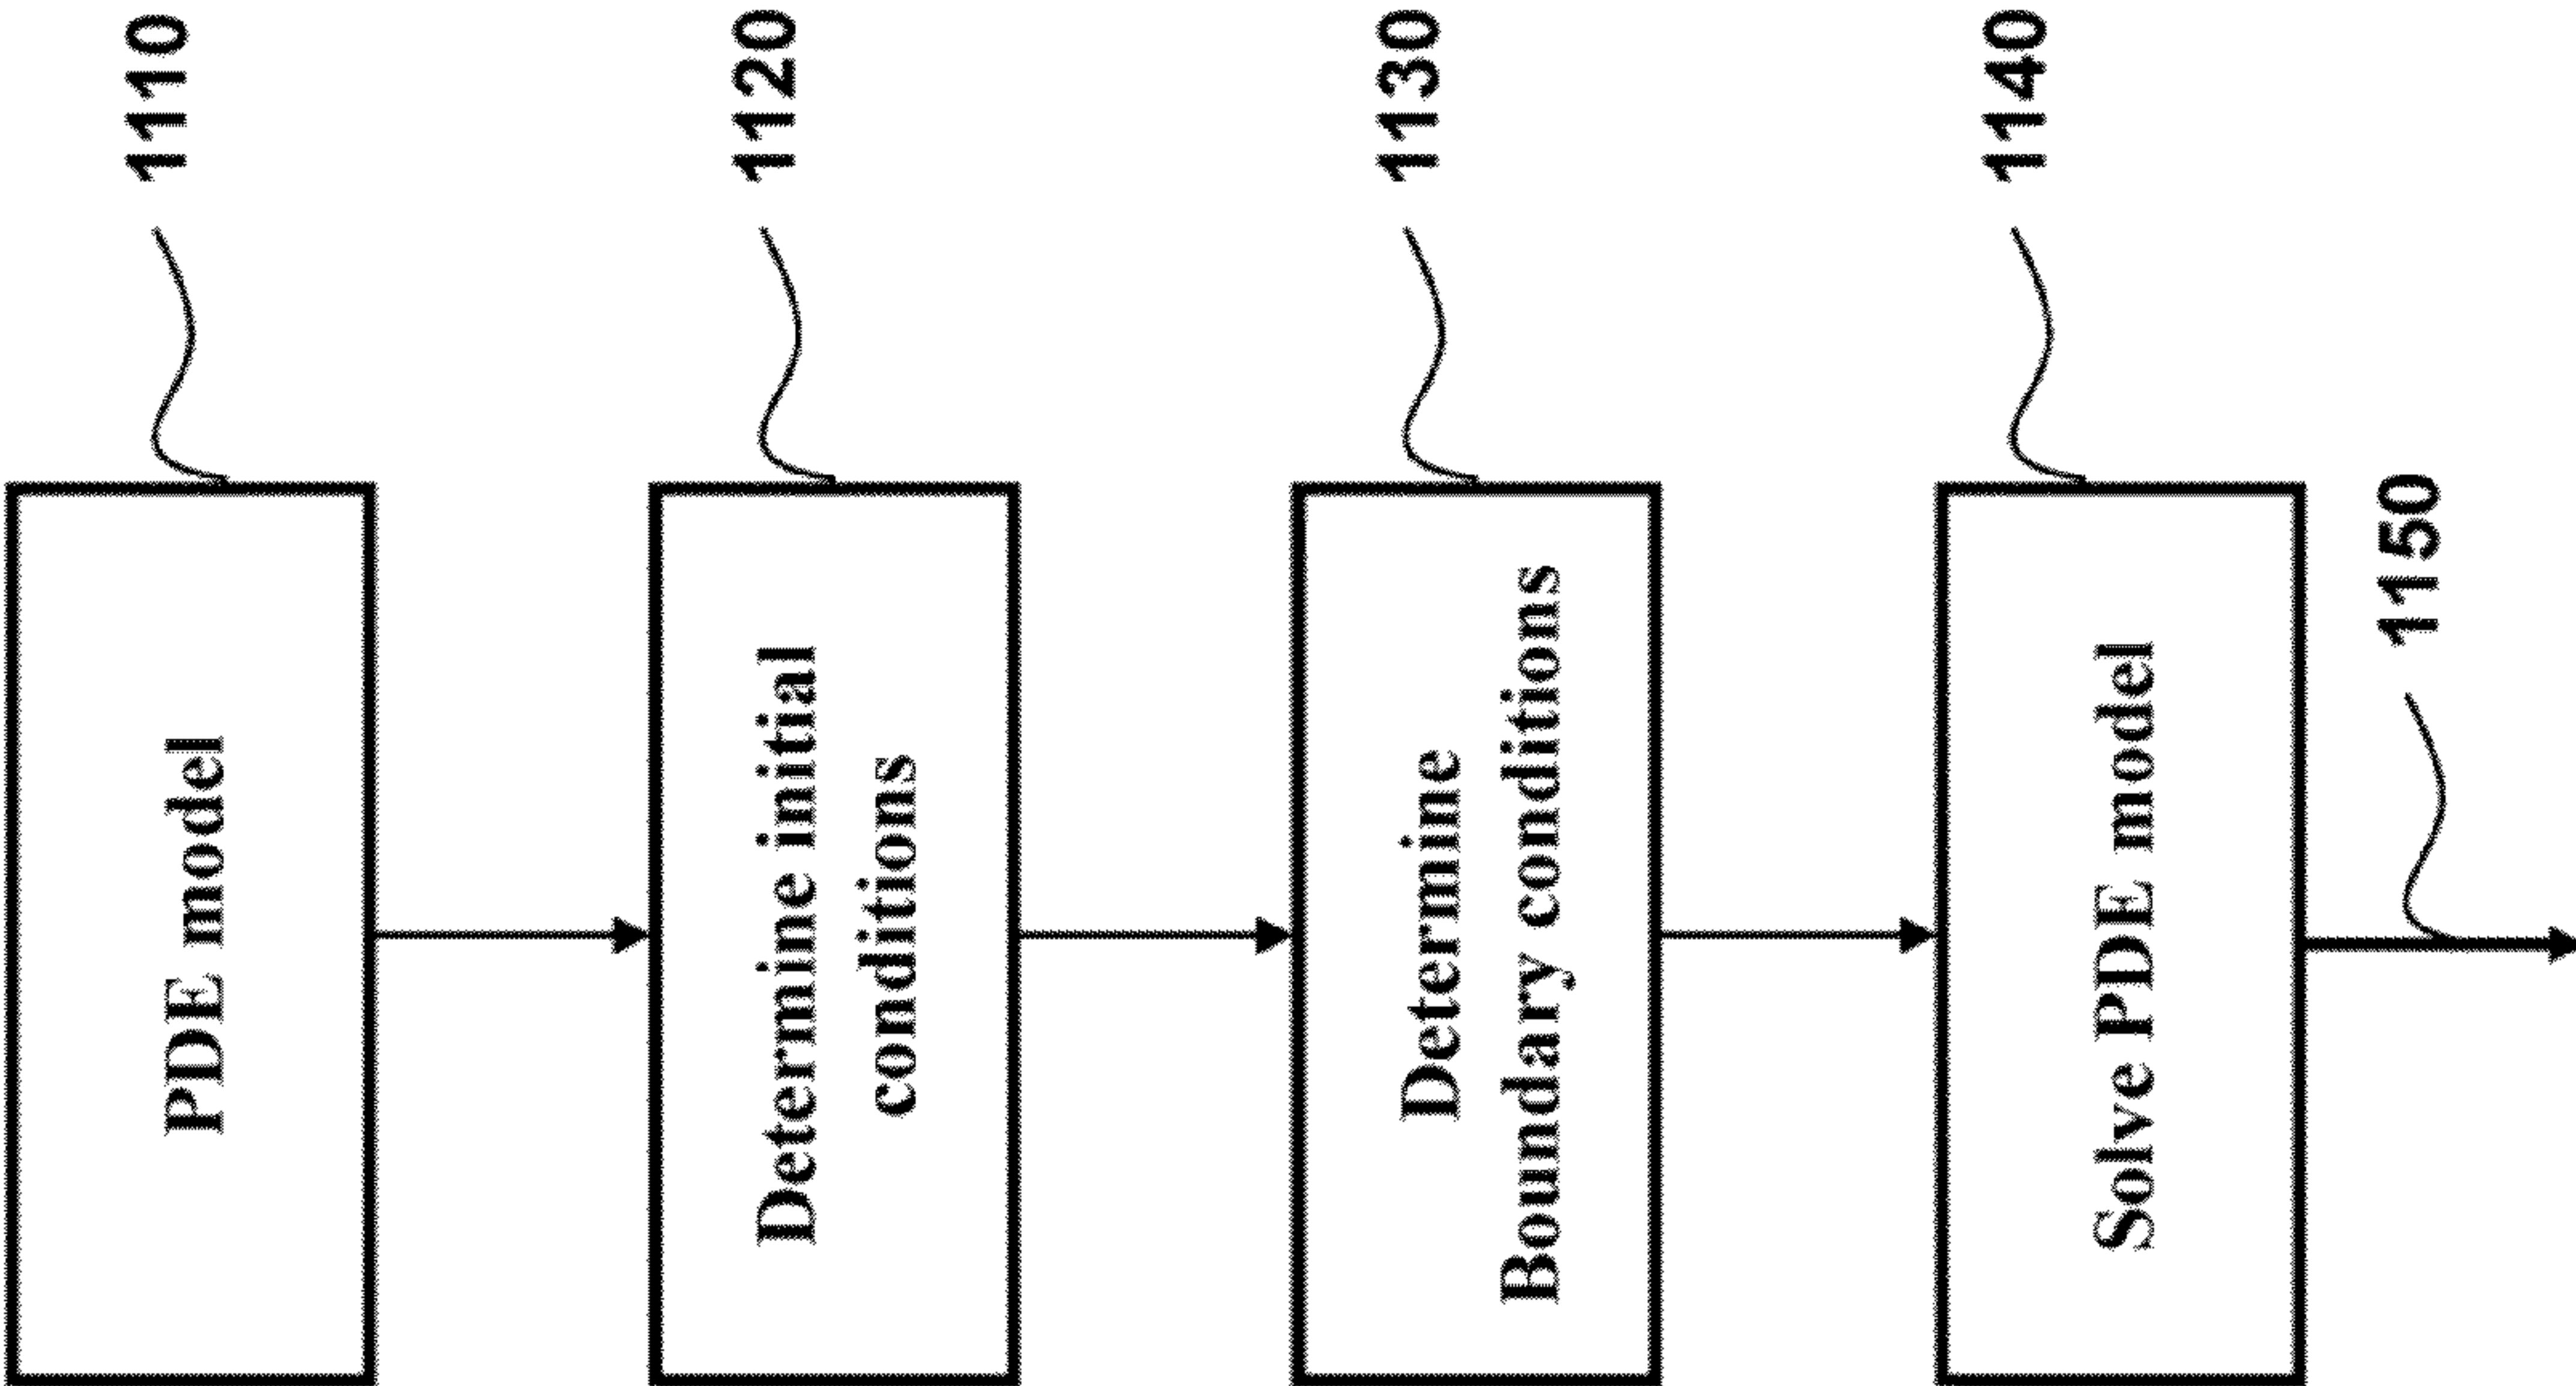 PDE model
1110
Determine initial
conditions
1120
Determine
Boundary conditions
1130
Solve PDE model
1140
1150